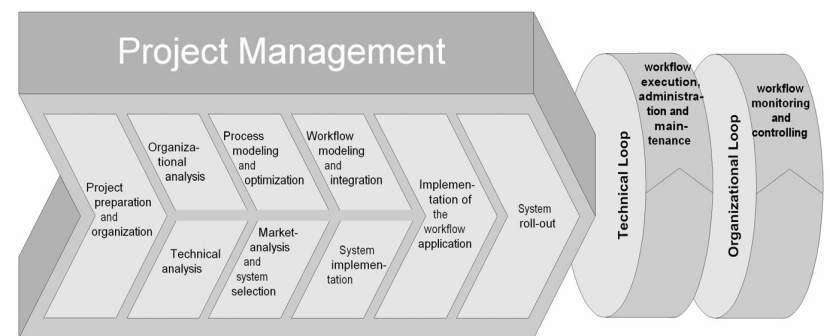 Project Management
Project
preparation
and
organization
Organiza-
tional
analysis
Technical
analysis
Process
modeling
and
optimization
Market-
analysis
and
system
selection
Workflow
modeling
and
integration
System
implemen-
tation
Implemen-
tation of
the
workflow
application
System
roll-out
Technical Loop
workflow
execution,
administra-
tion and
main-
tenance
Organizational Loop
workflow
monitoring
and
controlling